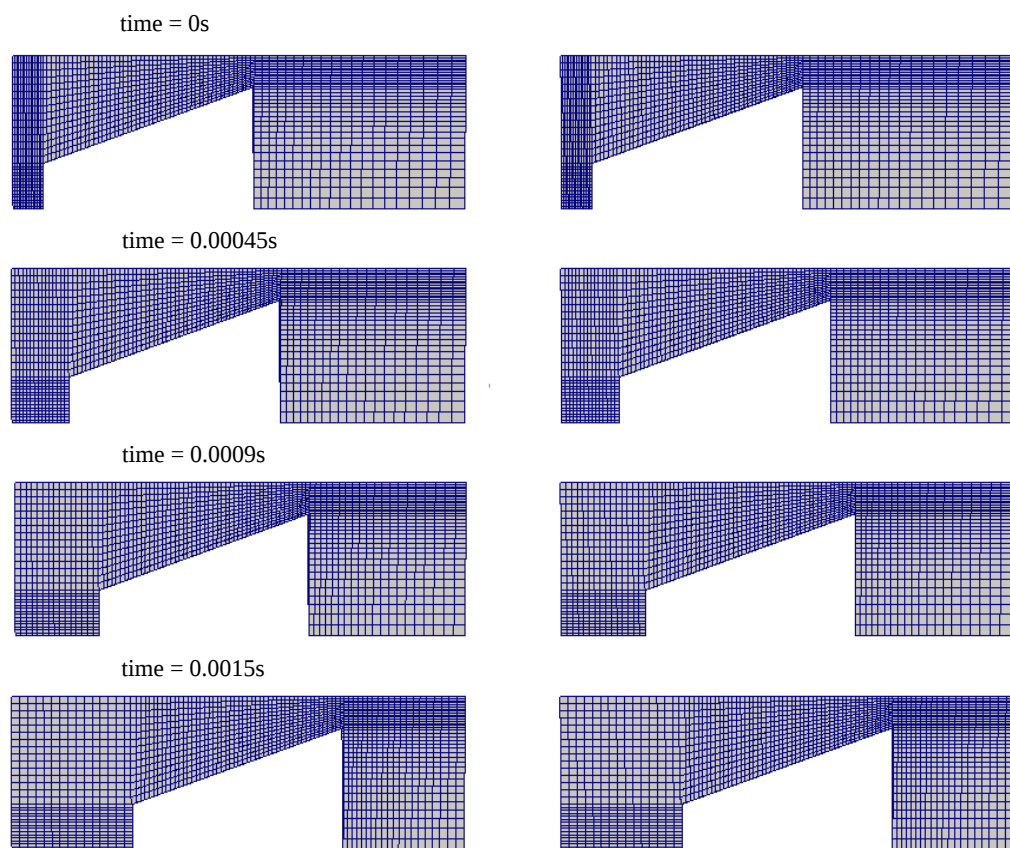 time = 0s
time = 0.00045s
time = 0.0009s
time = 0.0015s